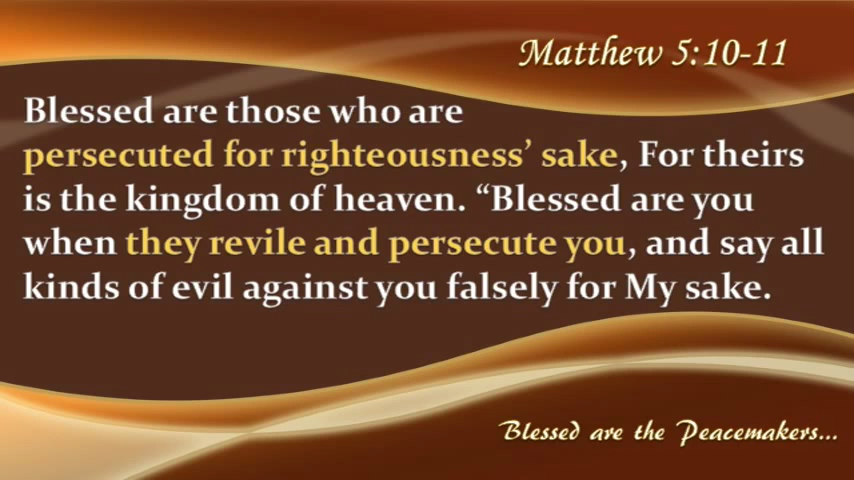 Matthew 5:10-11
Blessed are those who are
persecuted for righteousness’ sake, For theirs
is the kingdom of heaven. “Blessed are you
when they revile and persecute you, and say all
kinds of evil against you falsely for My sake.
Blessed are the Peacemakers...